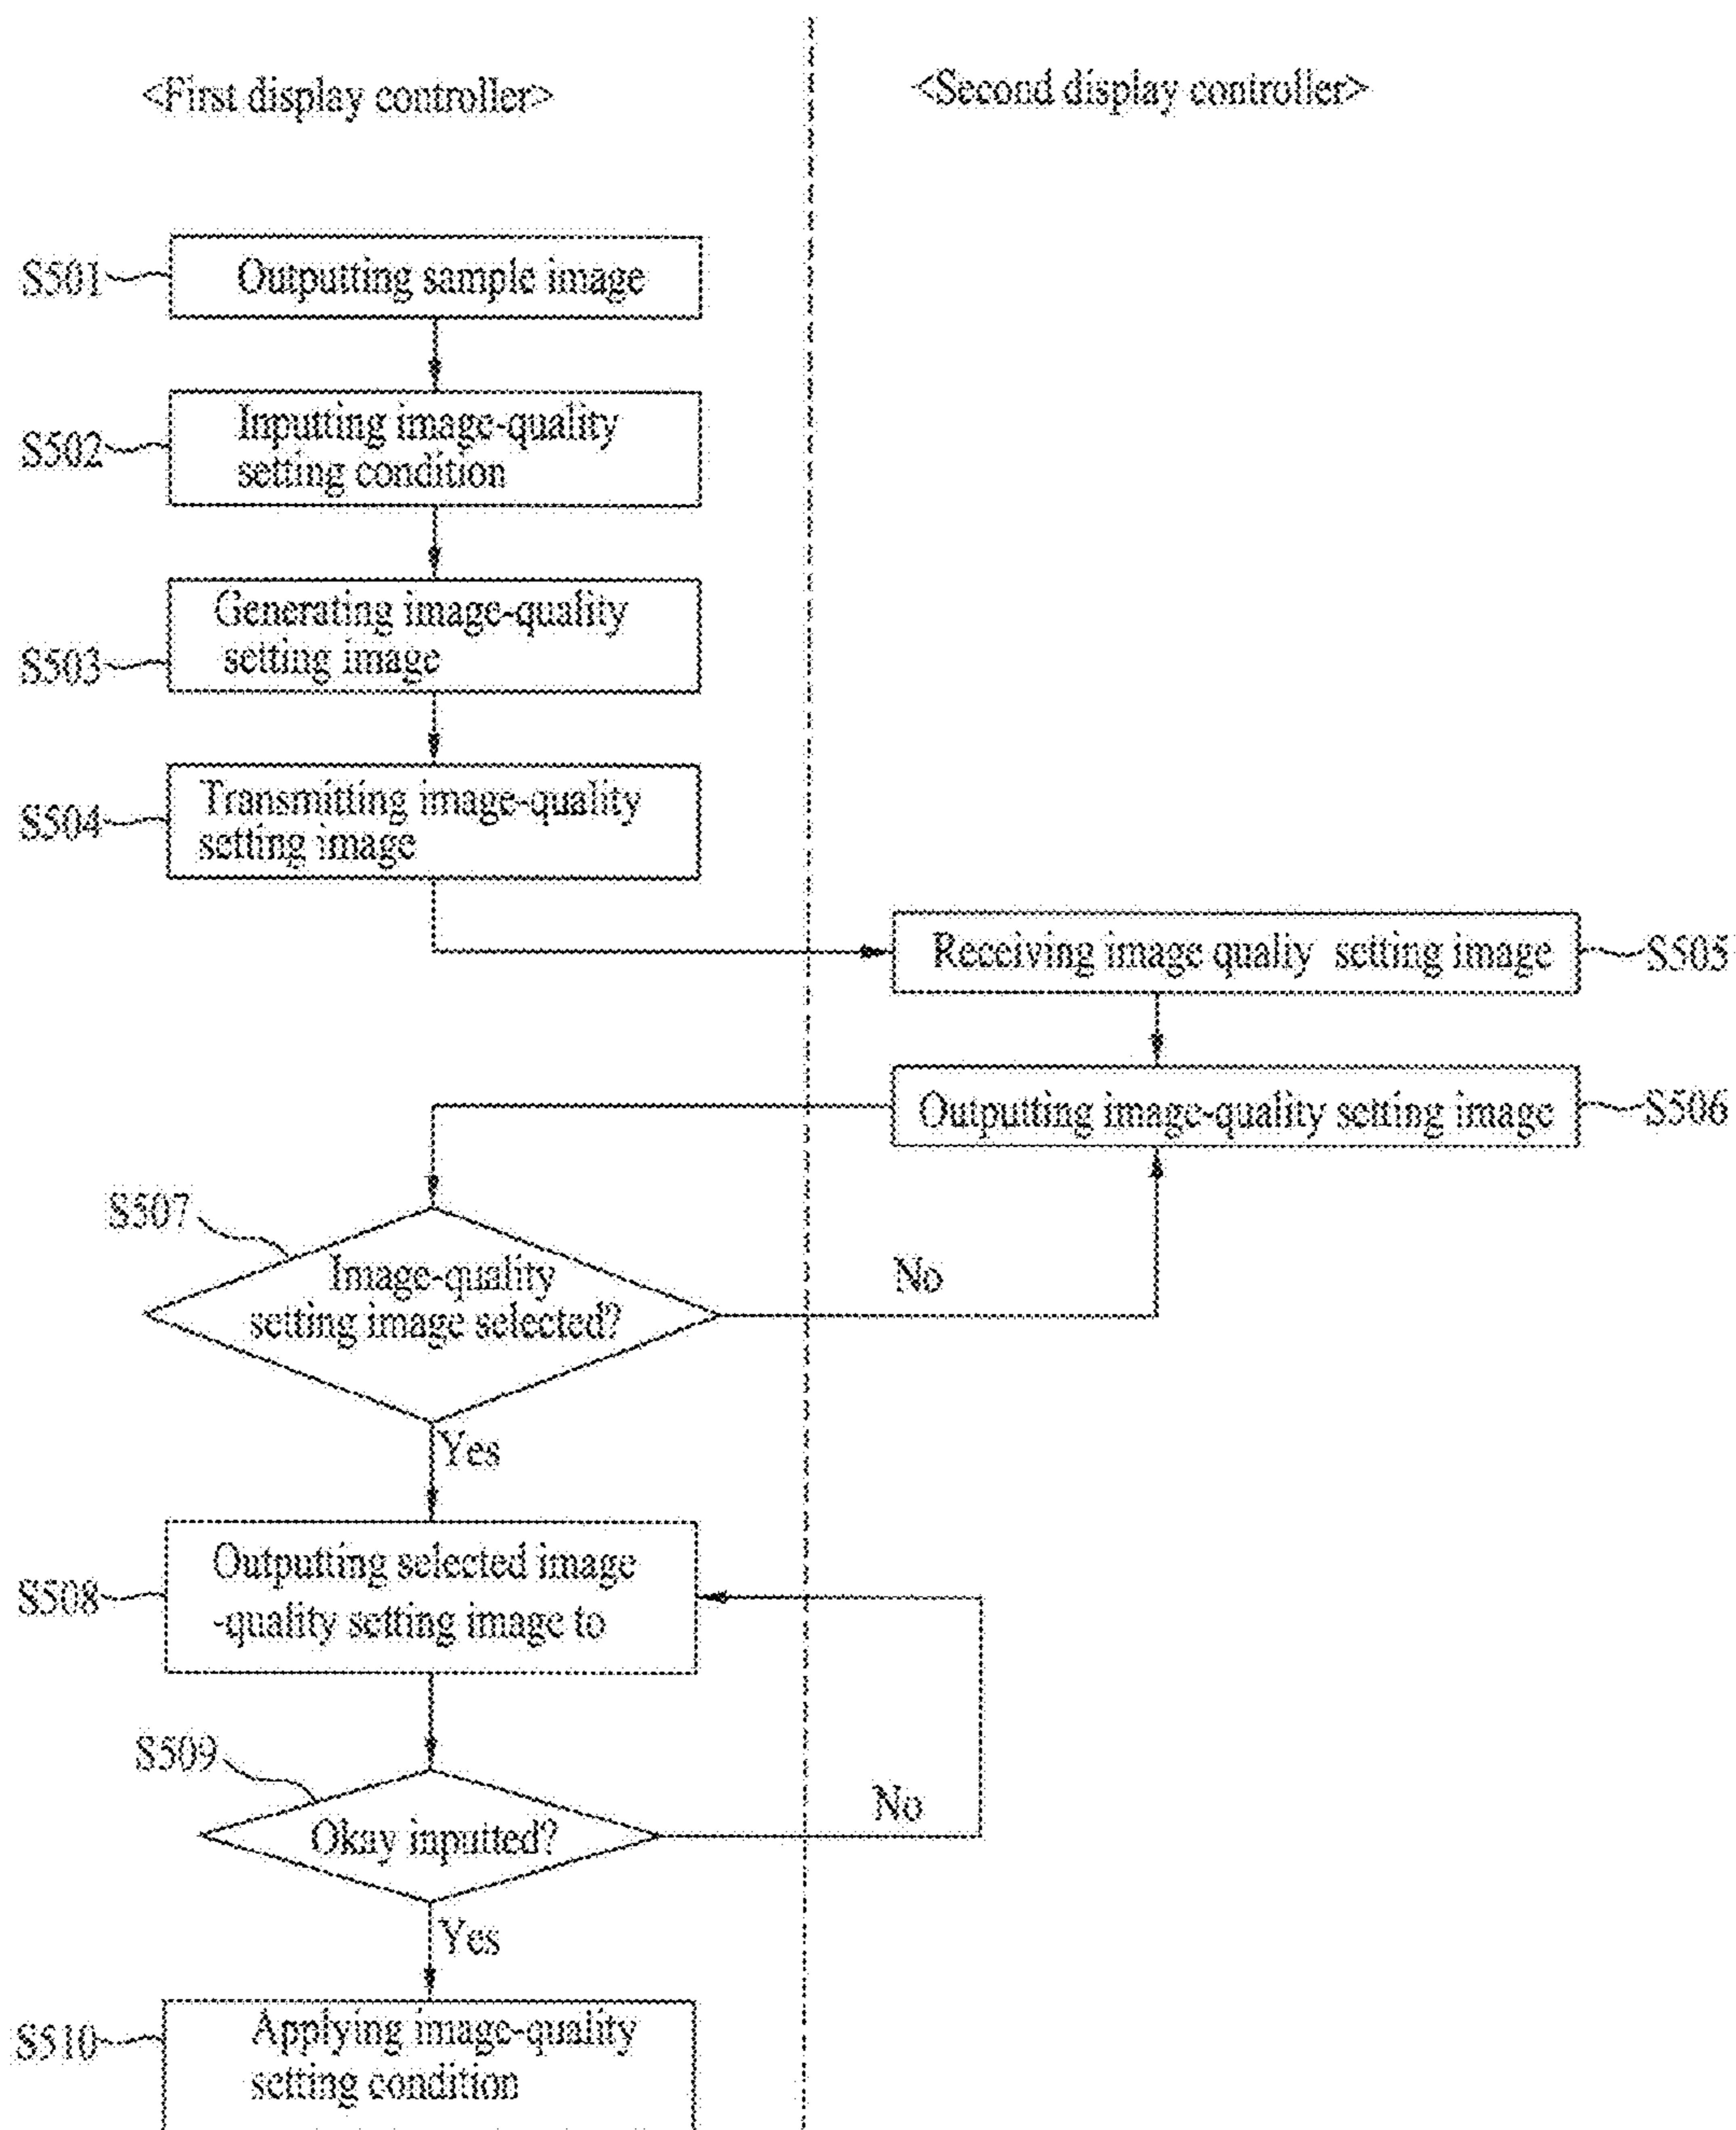 <First display controller>
<Second display controller>
S501
Outputting sample image
S502
Inputting image-quality
setting condition
S503
Generating image-quality
setting image
S504
Transmitting image-quality
setting image
Receiving image qualiy setting image
S505
Outputting image-quality setting image
S506
S507
Image-quality
setting image selected?
No
Yes
S508
Outputting selected image
-quality setting image to
S509
Okay inputted?
No
Yes
S510
Applying image-quality
setting condition